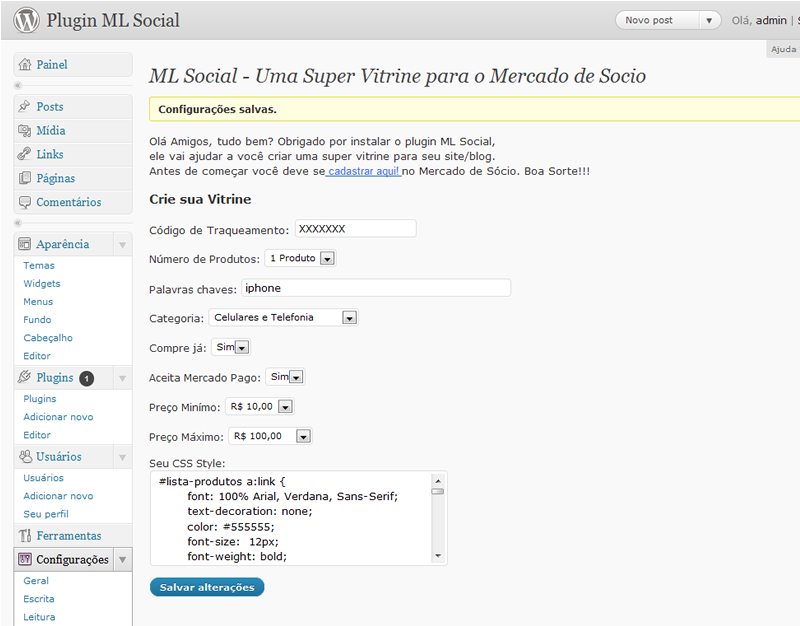 Plugin ML Social
Novo post
Olá, admin |
Ajuda
Painel
Posts
Mídia
Links
Páginas
Comentários
Aparência
Temas
Widgets
Menus
Fundo
Cabeçalho
Editor
Plugins 1
Plugins
Adicionar novo
Editor
Usuários
Usuários
Adicionar novo
Seu perfil
Ferramentas
Configurações
Geral
Escrita
Leitura
ML Social - Uma Super Vitrine para o Mercado de Socio
Configurações salvas.
Olá Amigos, tudo bem? Obrigado por instalar o plugin ML Social,
ele vai ajudar a você criar uma super vitrine para seu site/blog.
Antes de começar você deve se cadastrar aqui! no Mercado de Sócio. Boa Sorte!!!
Crie sua Vitrine
Código de Traqueamento: XXXXXXX
Número de Produtos: 1 Produto
Palavras chaves: iphone
Categoria: Celulares e Telefonia
Compre já: Sim
Aceita Mercado Pago: Sim
Preço Minímo: R$ 10,00
Preço Máximo: R$ 100,00
Seu CSS Style:
#lista-produtos a:link {
font: 100% Arial, Verdana, Sans-Serif;
text-decoration: none;
color: #555555;
font-size: 12px;
font-weight: bold;
Salvar alterações